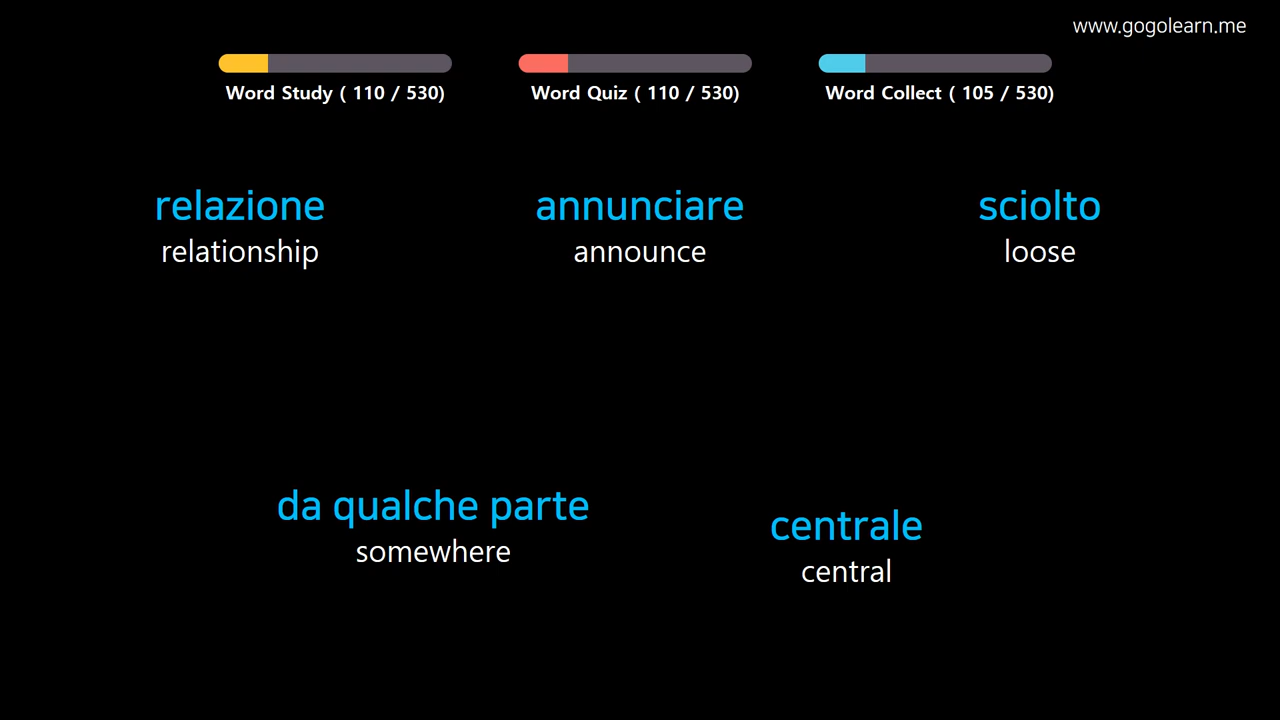 www.gogolearn.me
Word Study ( 110 / 530)
Word Quiz ( 110 / 530)
Word Collect ( 105 / 530)
relazione
relationship
annunciare
announce
sciolto
loose
da qualche parte
somewhere
centrale
central